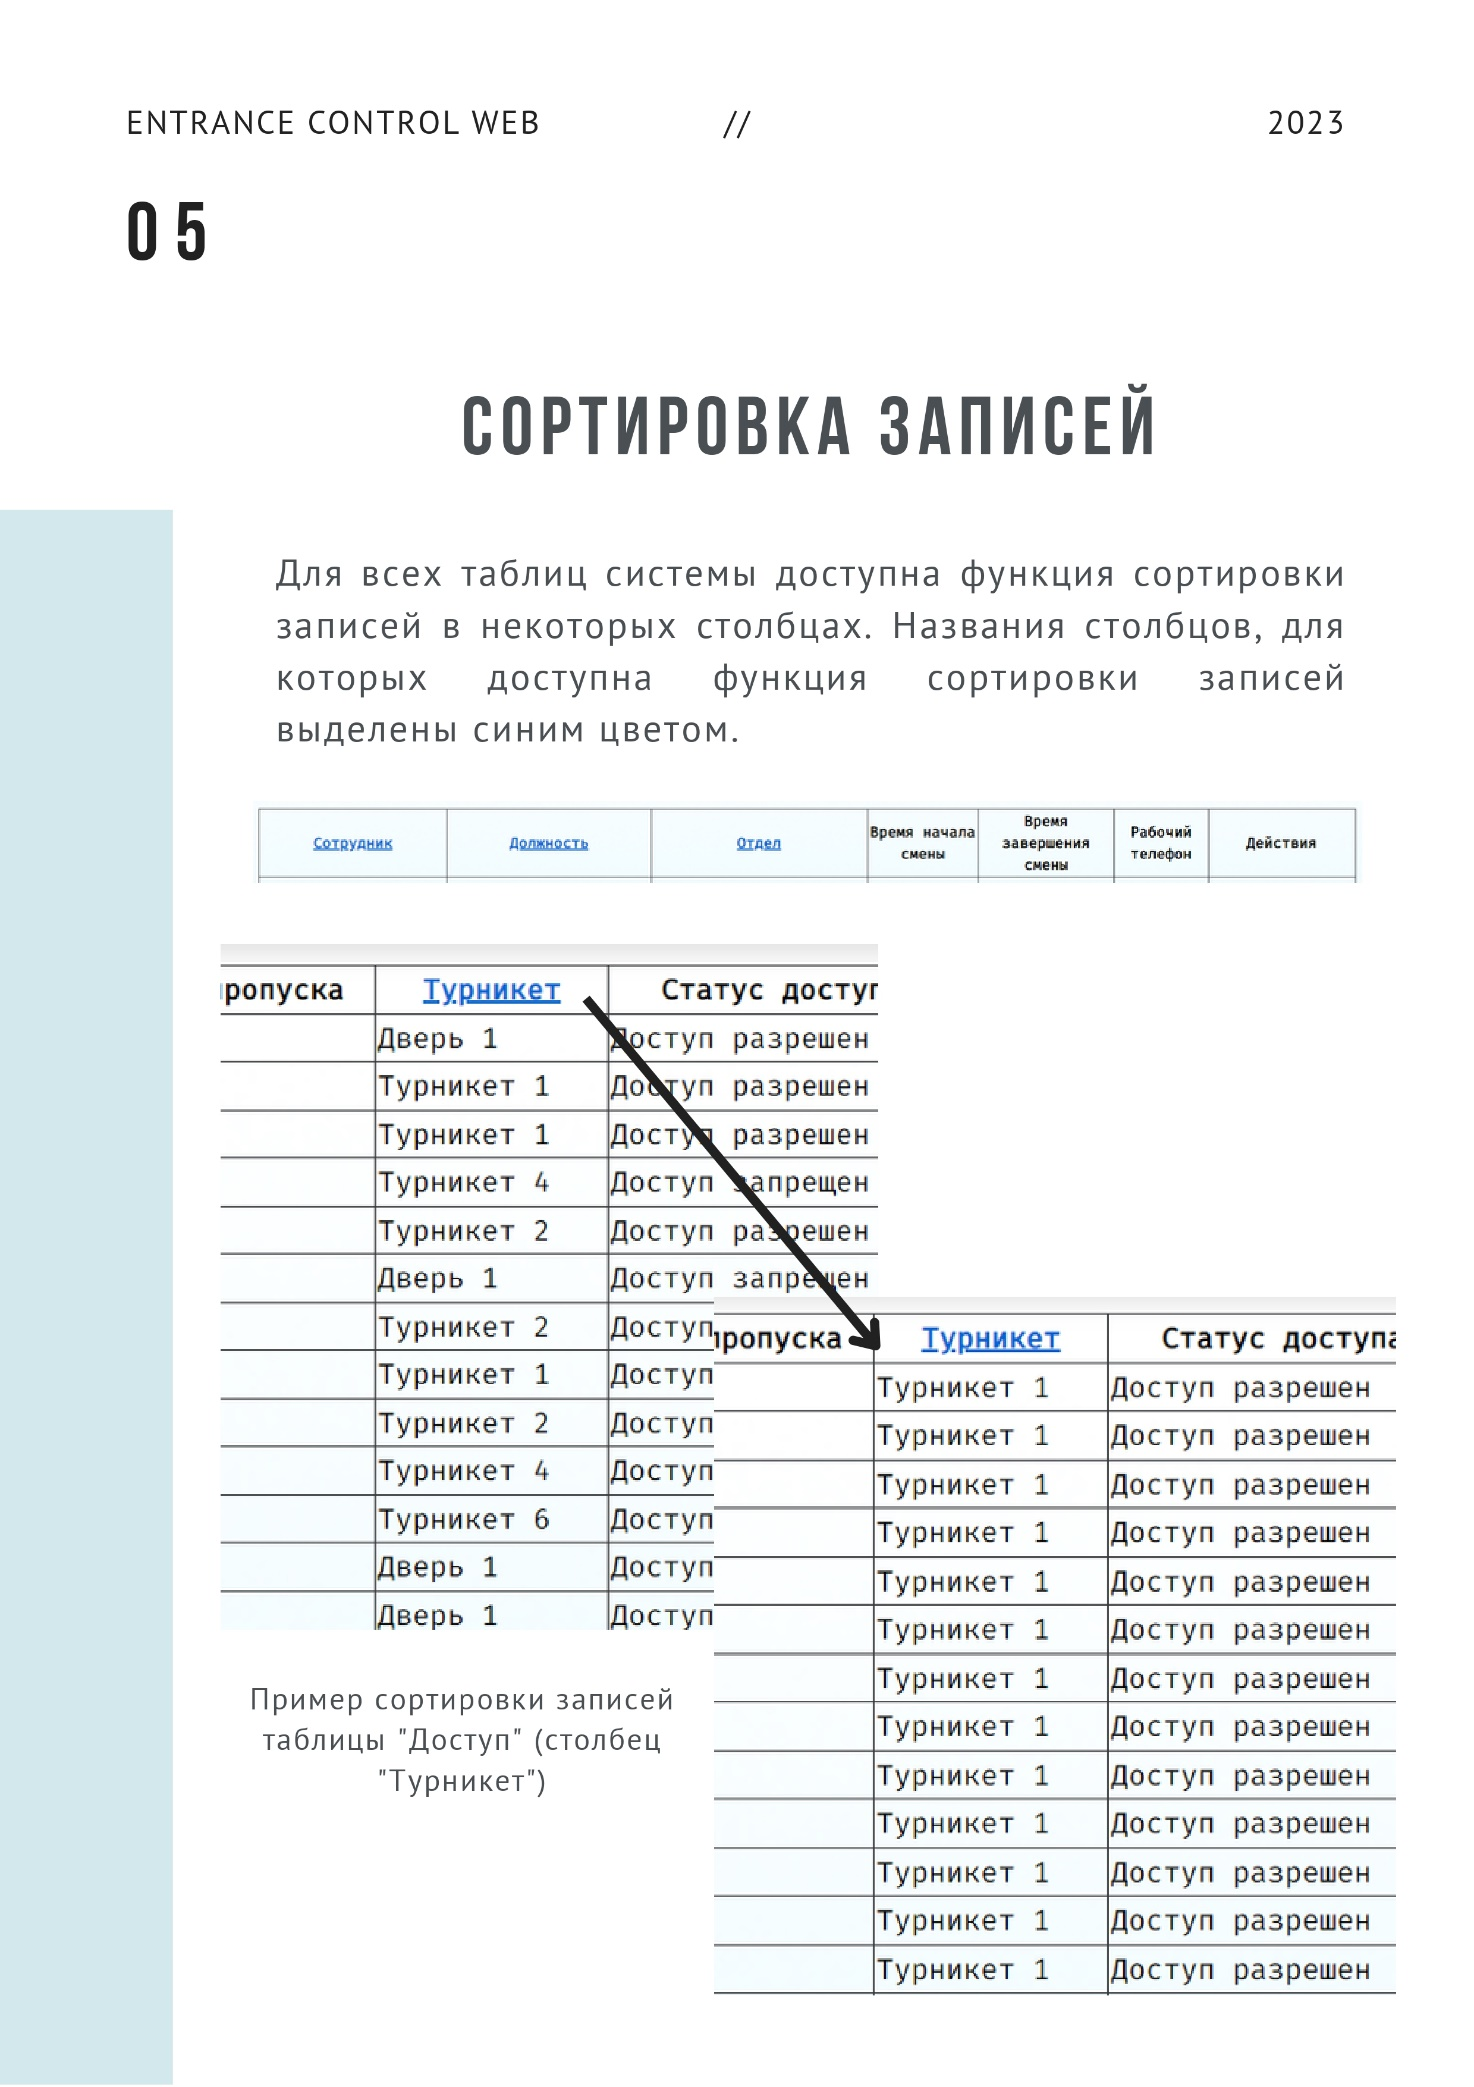 ENTRANCE CONTROL WEB // 2023
05
СОРТИРОВКА ЗАПИСЕЙ
Для всех таблиц системы доступна функция сортировки
записей в некоторых столбцах. Названия столбцов, для
которых доступна функция сортировки записей
выделены синим цветом.
Сотрудник Должность Отдел Время начала смены Время завершения смены Рабочий телефон Действия
ропуска Турникет Статус доступ
Дверь 1 Доступ разрешен
Турникет 1 Доступ разрешен
Турникет 1 Доступ разрешен
Турникет 4 Доступ запрещен
Турникет 2 Доступ разрешен
Дверь 1 Доступ запрещен
Турникет 2 Доступ
Турникет 1 Доступ
Турникет 2 Доступ
Турникет 4 Доступ
Турникет 6 Доступ
Дверь 1 Доступ
Дверь 1 Доступ
пропуска Турникет Статус доступа
Турникет 1 Доступ разрешен
Турникет 1 Доступ разрешен
Турникет 1 Доступ разрешен
Турникет 1 Доступ разрешен
Турникет 1 Доступ разрешен
Турникет 1 Доступ разрешен
Турникет 1 Доступ разрешен
Турникет 1 Доступ разрешен
Турникет 1 Доступ разрешен
Турникет 1 Доступ разрешен
Турникет 1 Доступ разрешен
Турникет 1 Доступ разрешен
Турникет 1 Доступ разрешен
Пример сортировки записей
таблицы "Доступ" (столбец
"Турникет")